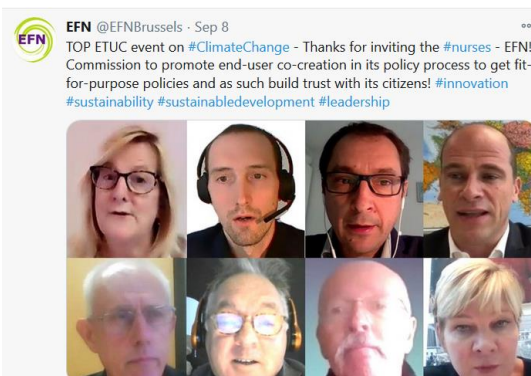 EFN
EFN @EFNBrussels · Sep 8
TOP ETUC event on #ClimateChange - Thanks for inviting the #nurses - EFN!
Commission to promote end-user co-creation in its policy process to get fit-
for-purpose policies and as such build trust with its citizens! #innovation
#sustainability #sustainabledevelopment #leadership